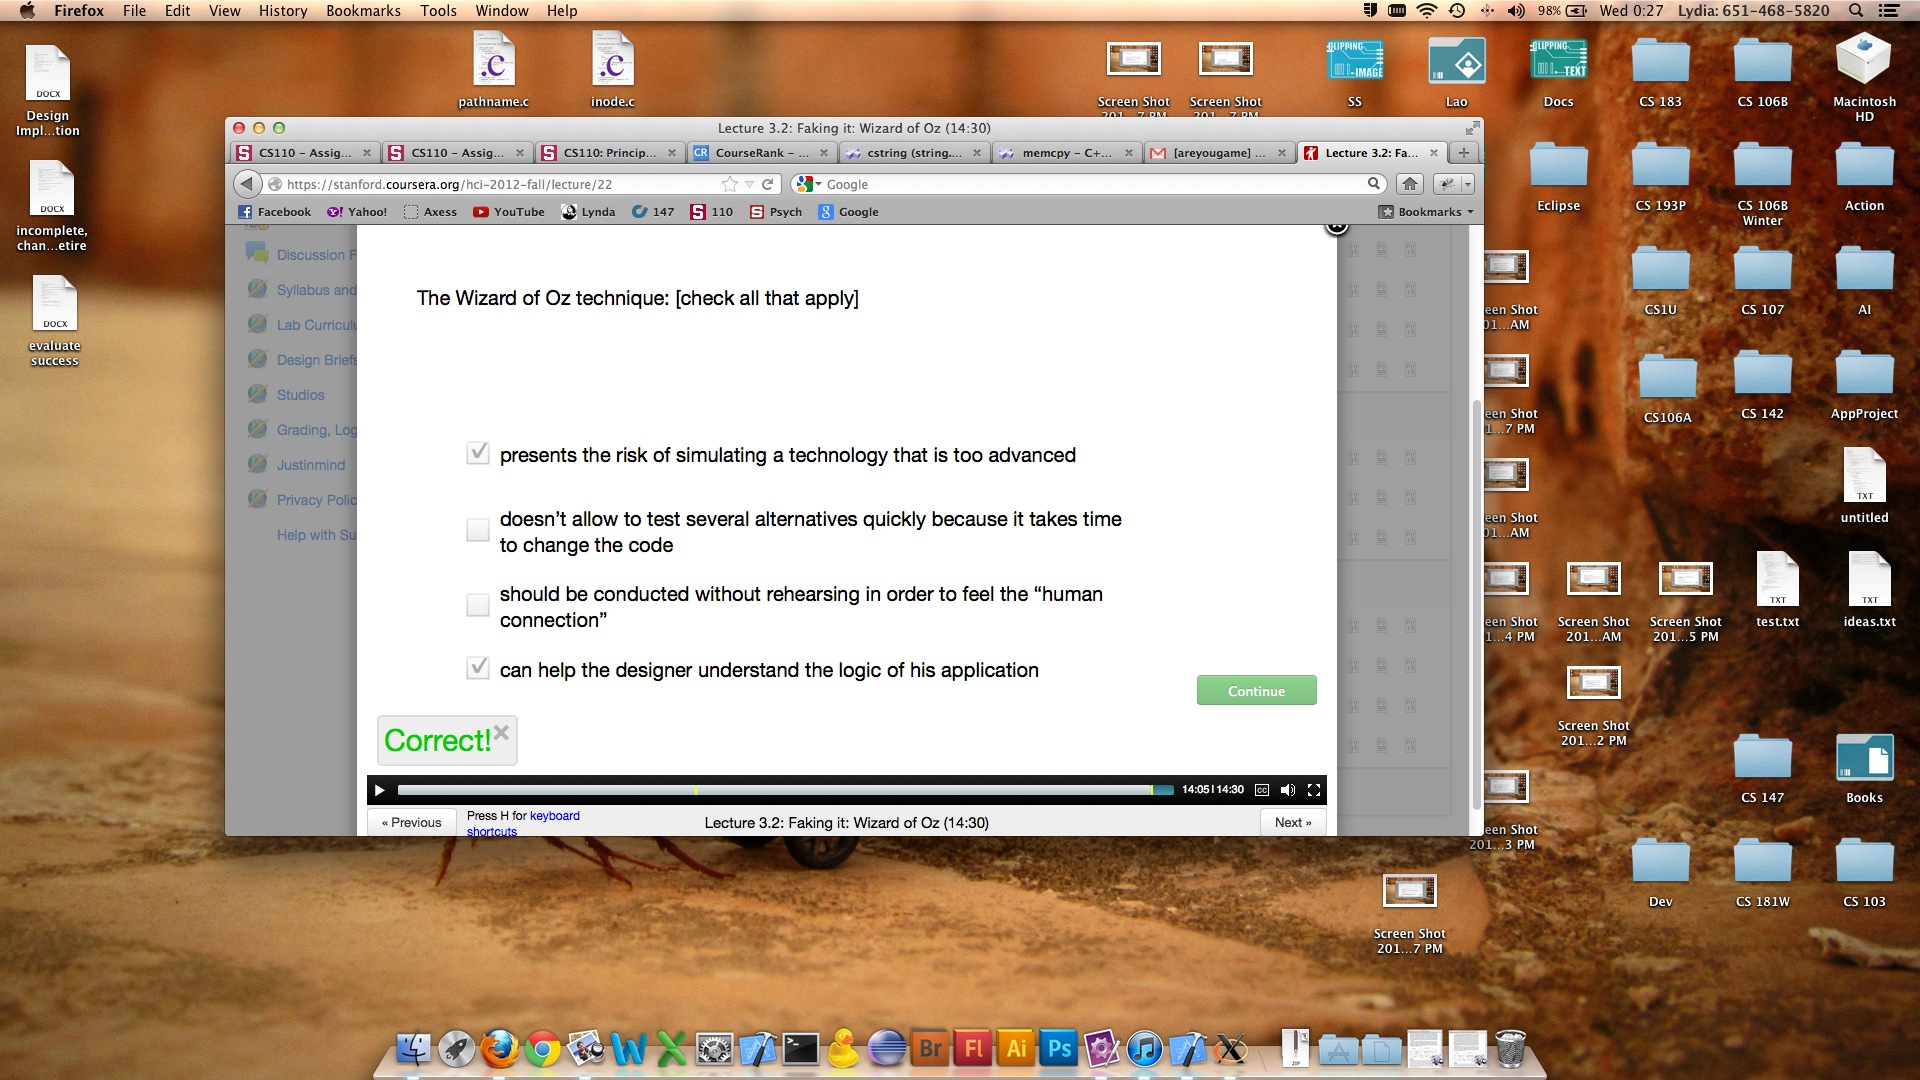 Firefox File Edit View History Bookmarks Tools Window Help
98% Wed 0:27 Lydia: 651-468-5820
DOCX
Design
Impl...tion
DOCX
incomplete,
chan...etire
DOCX
evaluate
success
.c
pathname.c
.c
inode.c
Screen Shot
Screen Shot
CLIPPING
IMAGE
SS
Lao
CLIPPING
TEXT
Docs
CS 183
CS 106B
Macintosh
HD
Lecture 3.2: Faking it: Wizard of Oz (14:30)
CS110 – Assig...
CS110 – Assig...
CS110: Princip...
CR CourseRank – ...
cstring (string....
memcpy – C+...
[areyougame] ...
Lecture 3.2: Fa...
https://stanford.coursera.org/hci-2012-fall/lecture/22
Google
Facebook Yahoo! Axess YouTube Lynda 147 110 Psych Google Bookmarks
Discussion F
Syllabus and
Lab Curricul
Design Briefs
Studios
Grading, Log
Justinmind
Privacy Polic
Help with Su
The Wizard of Oz technique: [check all that apply]
presents the risk of simulating a technology that is too advanced
doesn’t allow to test several alternatives quickly because it takes time
to change the code
should be conducted without rehearsing in order to feel the “human
connection”
can help the designer understand the logic of his application
Continue
Correct!
14:05 | 14:30 CC
« Previous
Press H for keyboard
shortcuts
Lecture 3.2: Faking it: Wizard of Oz (14:30)
Next »
Eclipse
CS 193P
CS 106B
Winter
Action
een Shot
01...AM
CS1U
CS 107
AI
een Shot
1...7 PM
CS106A
CS 142
AppProject
een Shot
01...AM
TXT
untitled
een Shot
1...4 PM
Screen Shot
201...AM
Screen Shot
201...5 PM
TXT
test.txt
TXT
ideas.txt
Screen Shot
201...2 PM
een Shot
201...3 PM
CS 147
Books
Dev
CS 181W
CS 103
Screen Shot
201...7 PM
Br Fl Ai Ps
ZIP